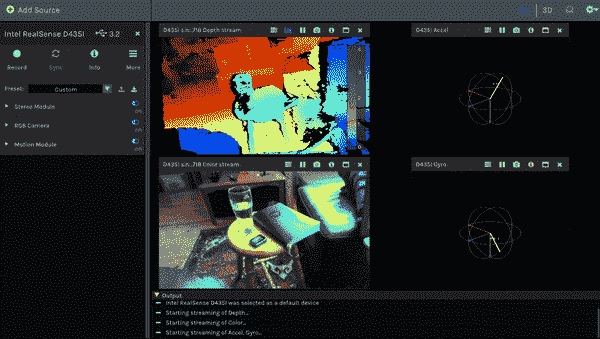 Add Source
2D 3D
Intel RealSense D435I 3.2
Record Sync Info More
Preset: Custom
Stereo Module
off
RGB Camera
off
Motion Module
off
D435I Depth stream
D435I Accel
D435I Color stream
D435I Gyro
Output
Intel RealSense D435I was selected as a default device
Starting streaming of Depth...
Starting streaming of Color...
Starting streaming of Accel, Gyro...